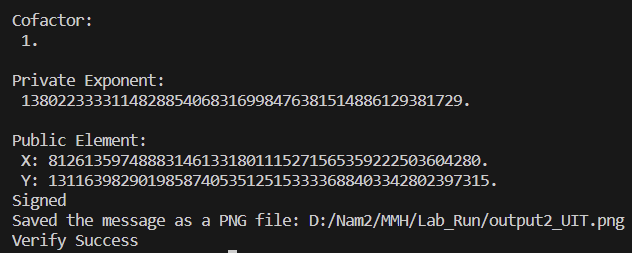 Cofactor:
1.
Private Exponent:
1380223333114828854068316998476381514886129381729.
Public Element:
X: 812613597488831461331801115271565359222503604280.
Y: 1311639829019858740535125153333688403342802397315.
Signed
Saved the message as a PNG file: D:/Nam2/MMH/Lab_Run/output2_UIT.png
Verify Success